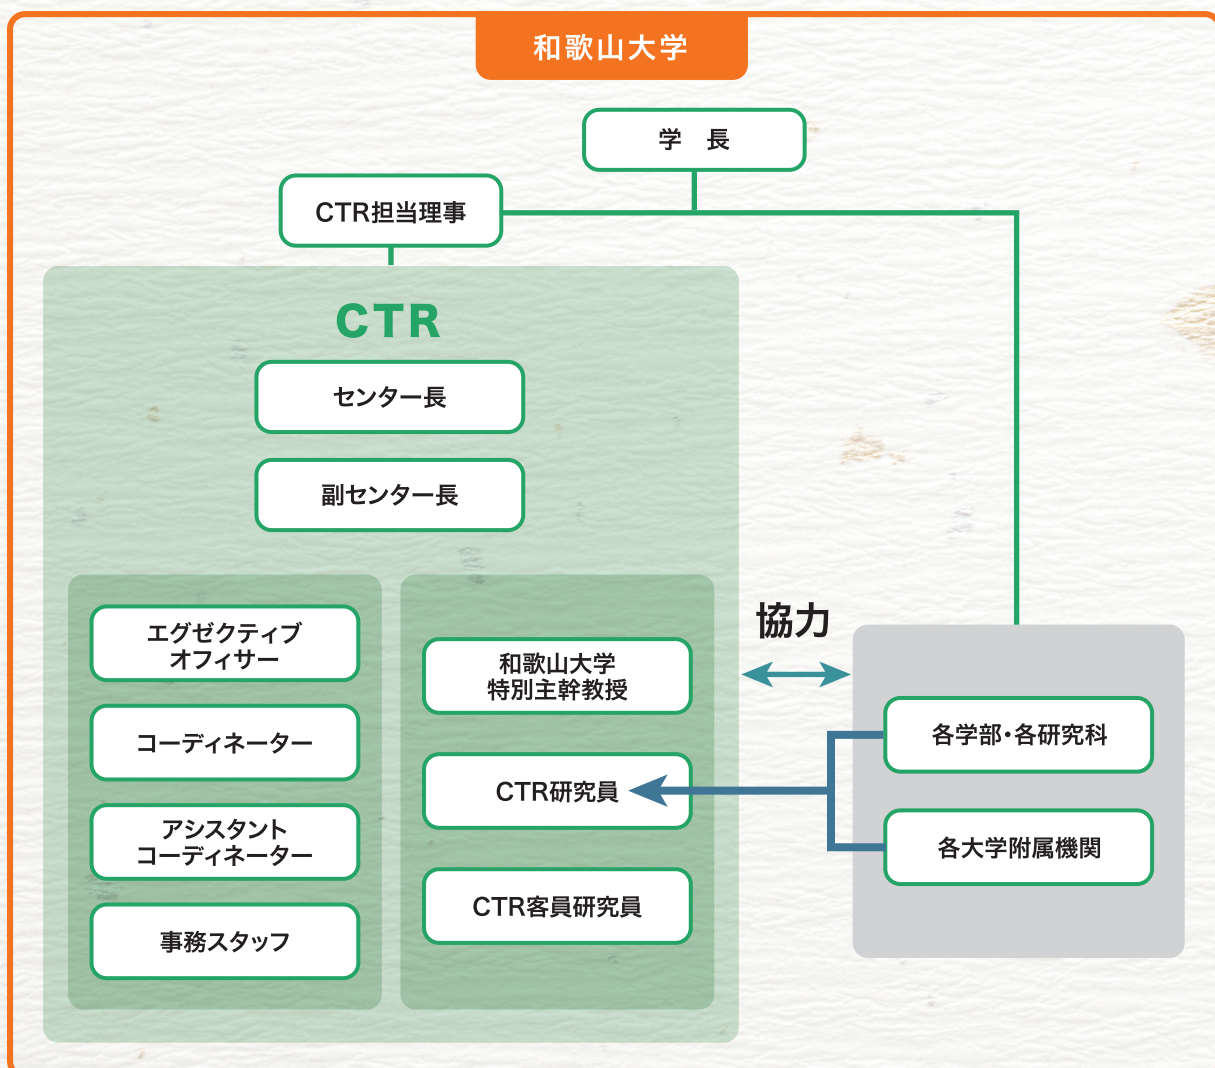 和歌山大学
学　長
CTR担当理事
CTR
センター長
副センター長
エグゼクティブ
オフィサー
コーディネーター
アシスタント
コーディネーター
事務スタッフ
和歌山大学
特別主幹教授
CTR研究員
CTR客員研究員
協力
各学部・各研究科
各大学附属機関